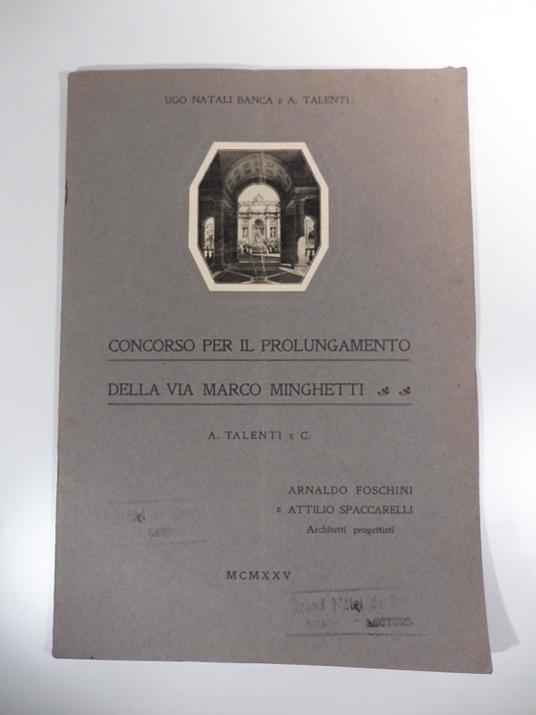 UGO NATALI BANCA E A. TALENTI
CONCORSO PER IL PROLUNGAMENTO
DELLA VIA MARCO MINGHETTI
A. TALENTI E C.
ARNALDO FOSCHINI
E ATTILIO SPACCARELLI
Architetti progettisti
MCMXXV
LECTURE